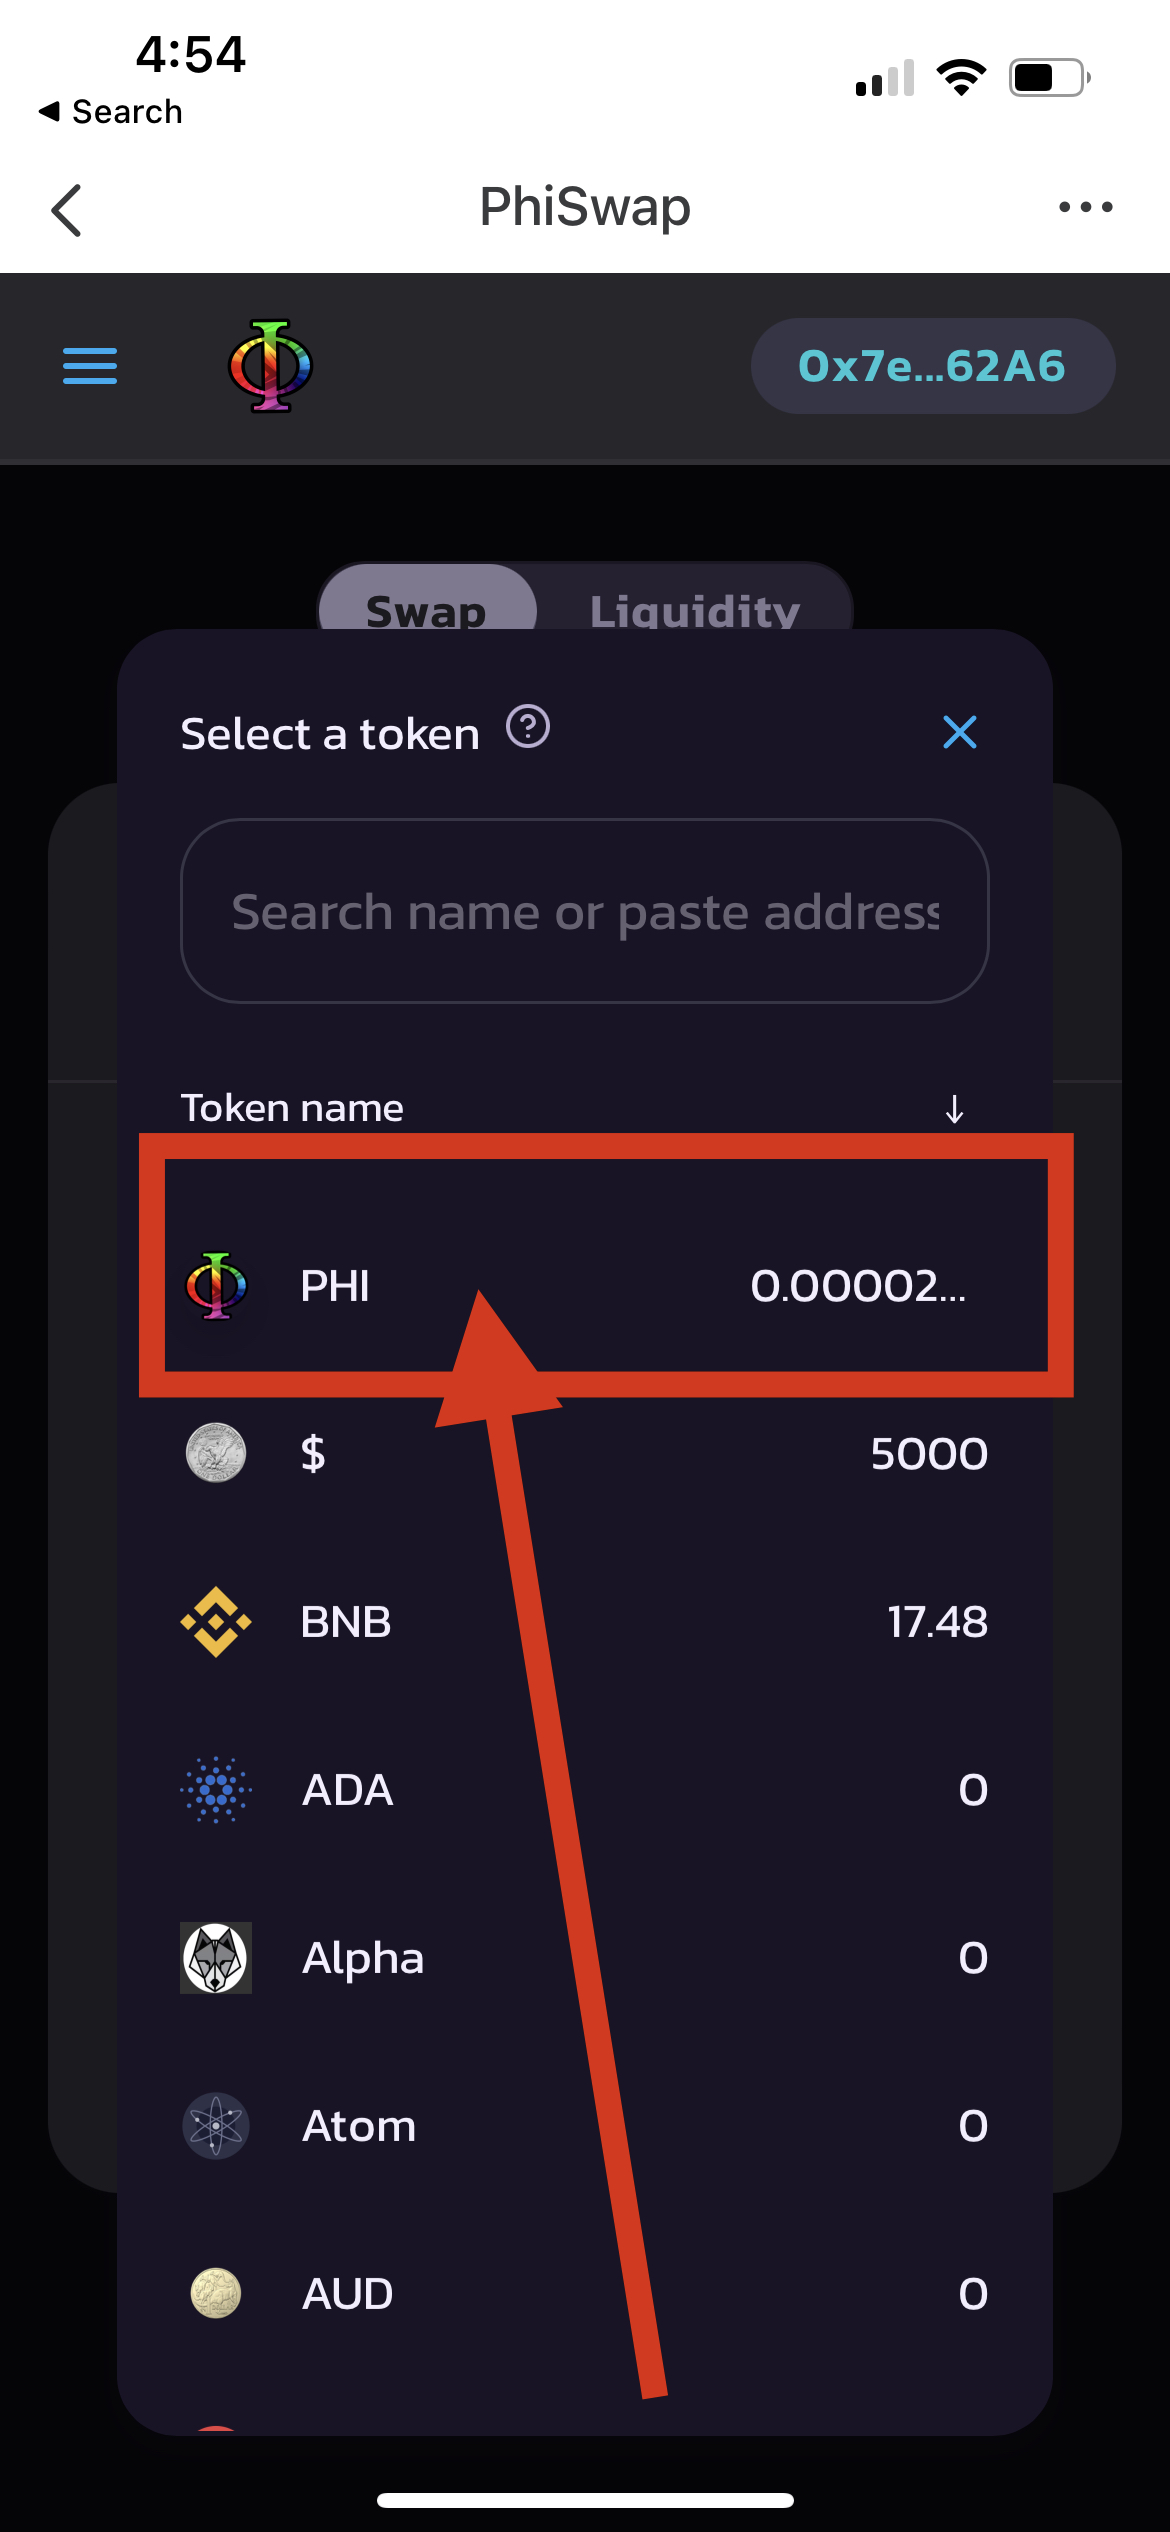 4:54
Search
PhiSwap
0x7e...62A6
Swap Liquidity
Select a token ?
Search name or paste address
Token name ↓
PHI 0.00002...
$ 5000
BNB 17.48
ADA 0
Alpha 0
Atom 0
AUD 0